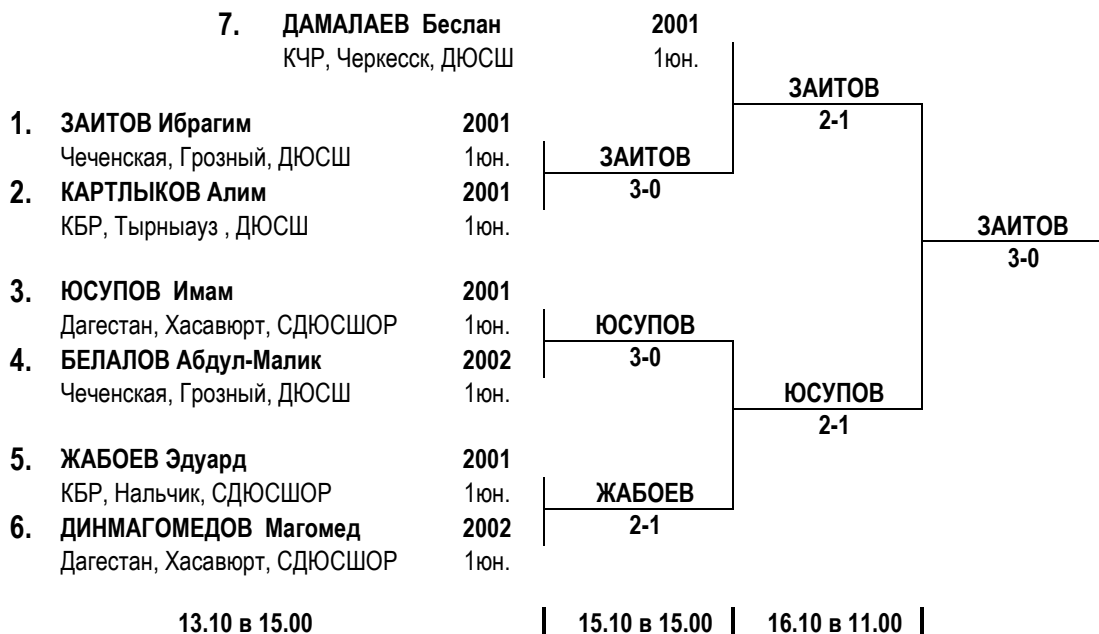 7. ДАМАЛАЕВ Беслан 2001
КЧР, Черкесск, ДЮСШ 1юн.
ЗАИТОВ
2-1
1. ЗАИТОВ Ибрагим 2001
Чеченская, Грозный, ДЮСШ 1юн.
ЗАИТОВ
3-0
2. КАРТЛЫКОВ Алим 2001
КБР, Тырныауз , ДЮСШ 1юн.
ЗАИТОВ
3-0
3. ЮСУПОВ Имам 2001
Дагестан, Хасавюрт, СДЮСШОР 1юн.
ЮСУПОВ
3-0
4. БЕЛАЛОВ Абдул-Малик 2002
Чеченская, Грозный, ДЮСШ 1юн.
ЮСУПОВ
2-1
5. ЖАБОЕВ Эдуард 2001
КБР, Нальчик, СДЮСШОР 1юн.
ЖАБОЕВ
2-1
6. ДИНМАГОМЕДОВ Магомед 2002
Дагестан, Хасавюрт, СДЮСШОР 1юн.
13.10 в 15.00 15.10 в 15.00 16.10 в 11.00